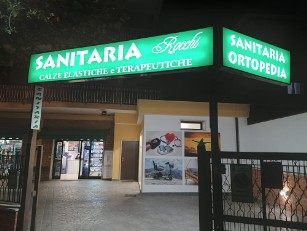 SANITARIA Rocchi
CALZE ELASTICHE e TERAPEUTICHE
SANITARIA
ORTOPEDIA